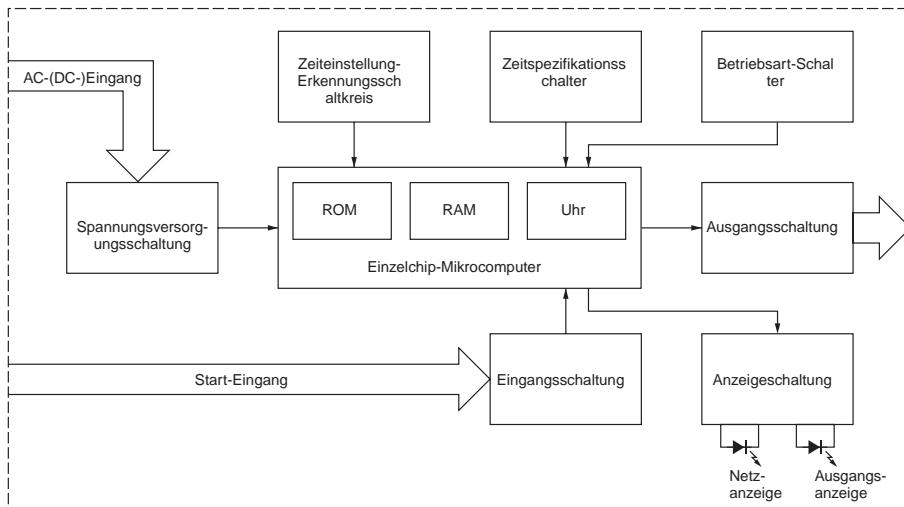 AC-(DC-)Eingang
Zeiteinstellung-
Erkennungssch
altkreis
Zeitspezifikationss
chalter
Betriebsart-Schal
ter
Spannungsversorg-
ungsschaltung
ROM
RAM
Uhr
Einzelchip-Mikrocomputer
Ausgangsschaltung
Start-Eingang
Eingangsschaltung
Anzeigeschaltung
Netz-
anzeige
Ausgangs-
anzeige